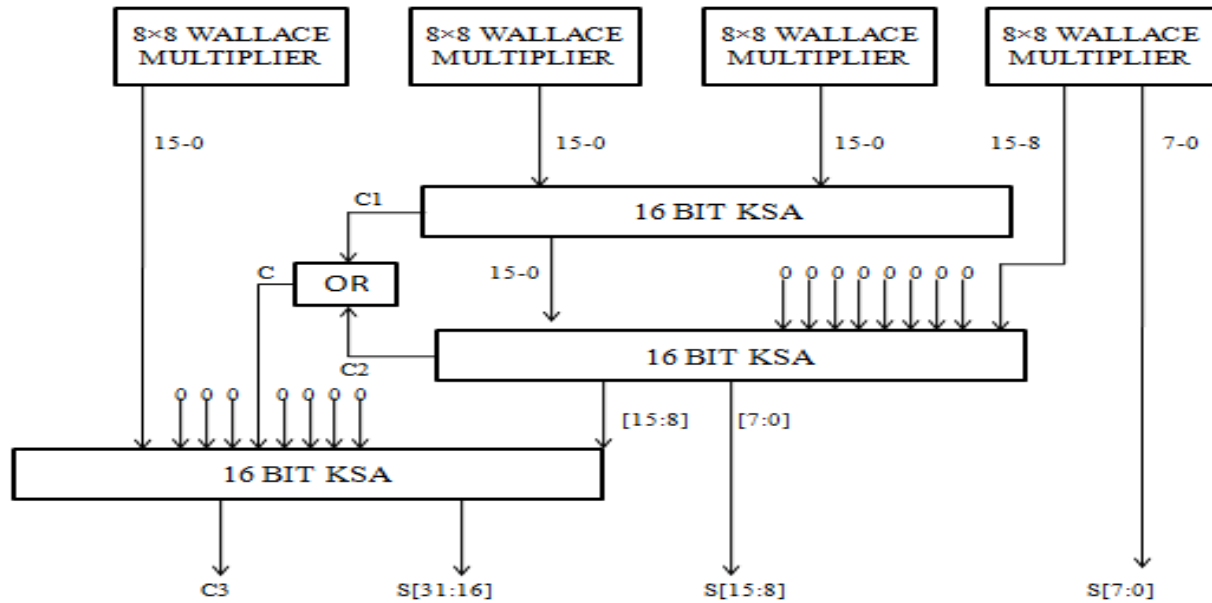 8×8 WALLACE
MULTIPLIER
8×8 WALLACE
MULTIPLIER
8×8 WALLACE
MULTIPLIER
8×8 WALLACE
MULTIPLIER
15-0
15-0
15-0
15-8
7-0
C1
16 BIT KSA
15-0
C
OR
0 0 0 0 0 0 0 0
C2
16 BIT KSA
0 0 0 0 0 0 0
[15:8]
[7:0]
16 BIT KSA
C3
S[31:16]
S[15:8]
S[7:0]